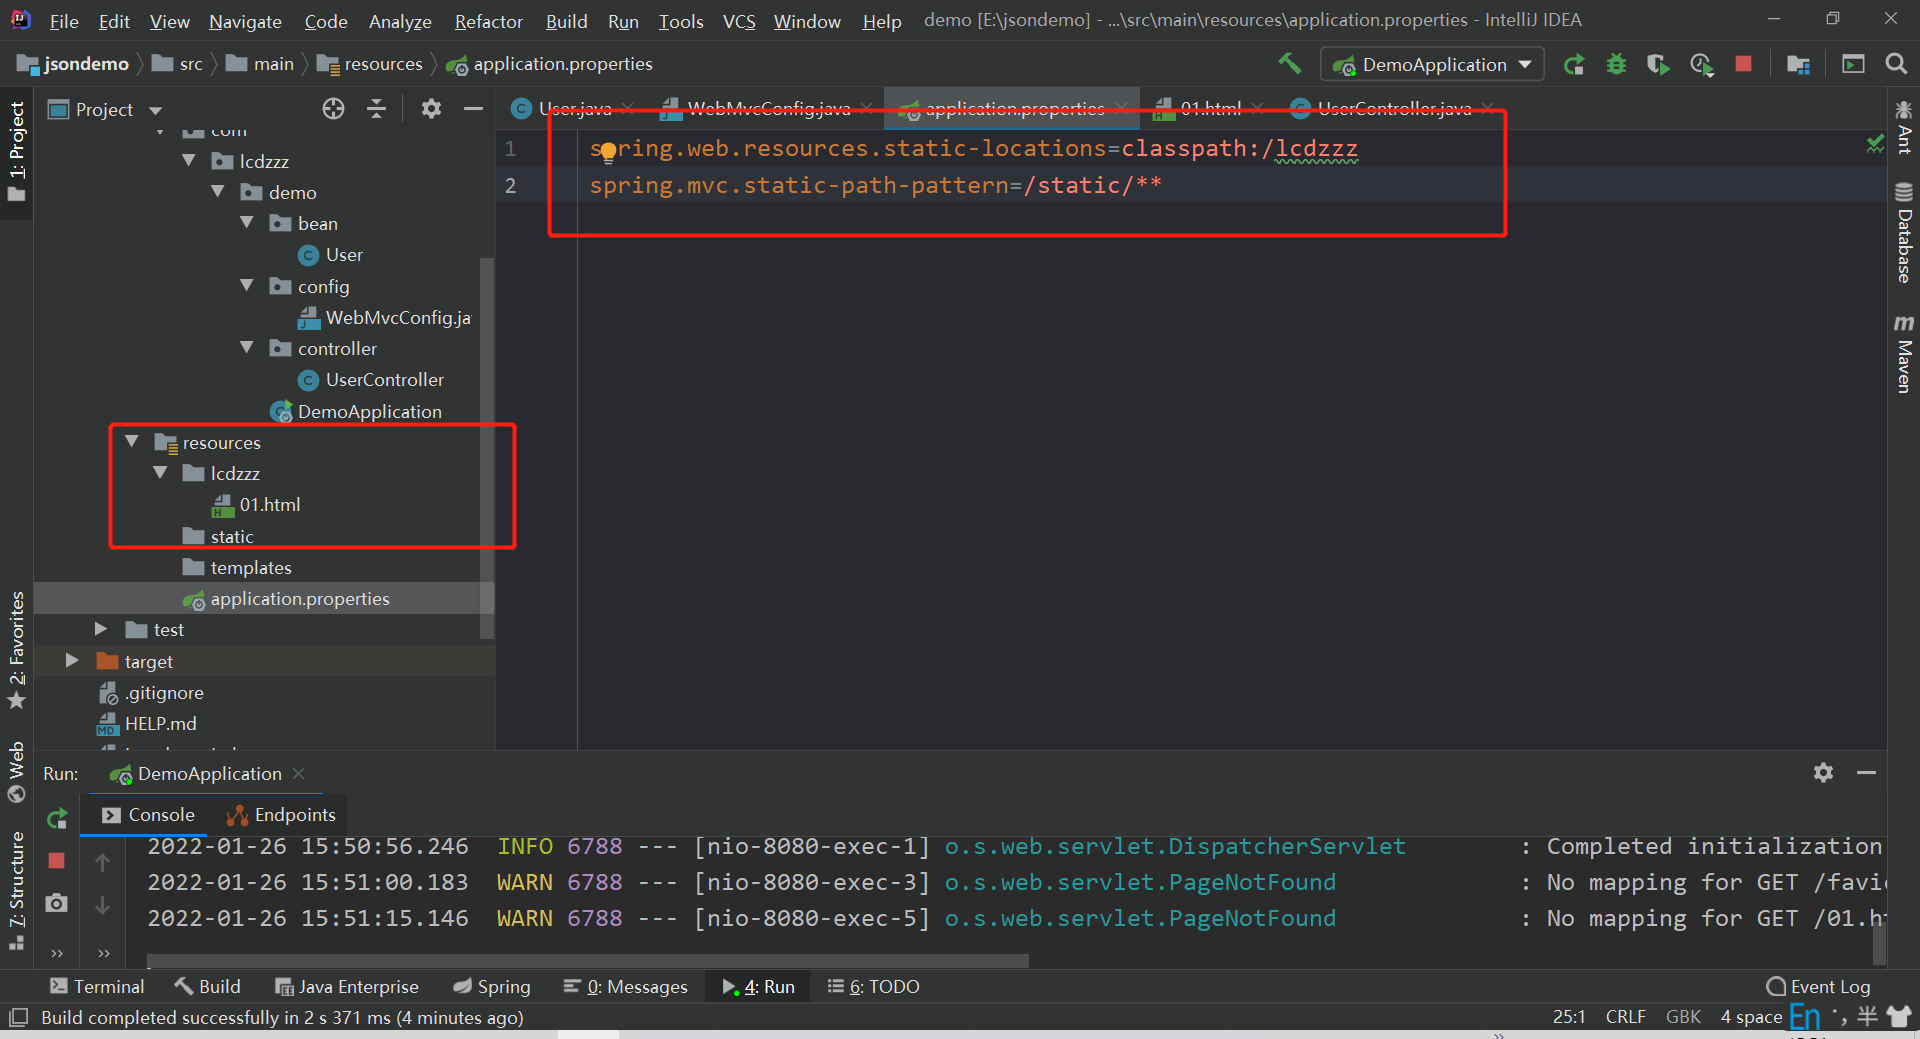 File Edit View Navigate Code Analyze Refactor Build Run Tools VCS Window Help demo [E:\jsondemo] - ...\src\main\resources\application.properties - IntelliJ IDEA
jsondemo src main resources application.properties DemoApplication
Project
User.java WebMvcConfig.java application.properties 01.html UserController.java
1 spring.web.resources.static-locations=classpath:/lcdzzz
2 spring.mvc.static-path-pattern=/static/**
com
lcdzzz
demo
bean
User
config
WebMvcConfig.ja
controller
UserController
DemoApplication
resources
lcdzzz
01.html
static
templates
application.properties
test
target
.gitignore
HELP.md
1: Project
2: Favorites
Web
7: Structure
Ant
Database
Maven
Run: DemoApplication
Console Endpoints
2022-01-26 15:50:56.246 INFO 6788 --- [nio-8080-exec-1] o.s.web.servlet.DispatcherServlet : Completed initialization
2022-01-26 15:51:00.183 WARN 6788 --- [nio-8080-exec-3] o.s.web.servlet.PageNotFound : No mapping for GET /favi
2022-01-26 15:51:15.146 WARN 6788 --- [nio-8080-exec-5] o.s.web.servlet.PageNotFound : No mapping for GET /01.h
Terminal Build Java Enterprise Spring 0: Messages 4: Run 6: TODO Event Log
Build completed successfully in 2 s 371 ms (4 minutes ago) 25:1 CRLF GBK 4 space En 半